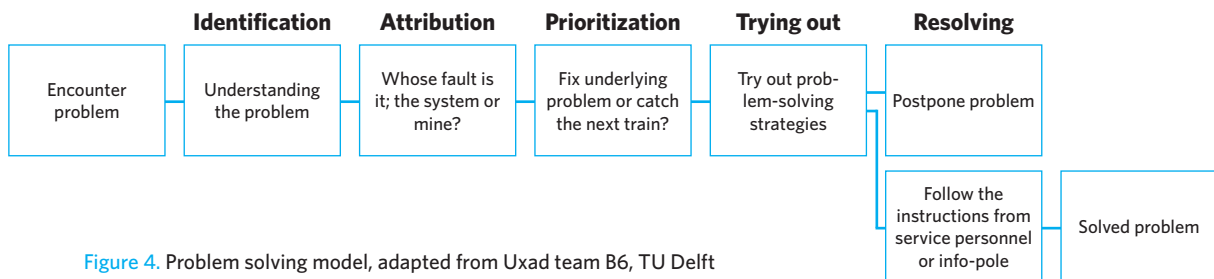 Identification
Attribution
Prioritization
Trying out
Resolving
Encounter
problem
Understanding
the problem
Whose fault is
it; the system or
mine?
Fix underlying
problem or catch
the next train?
Try out prob-
lem-solving
strategies
Postpone problem
Follow the
instructions from
service personnel
or info-pole
Solved problem
Figure 4. Problem solving model, adapted from Uxad team B6, TU Delft